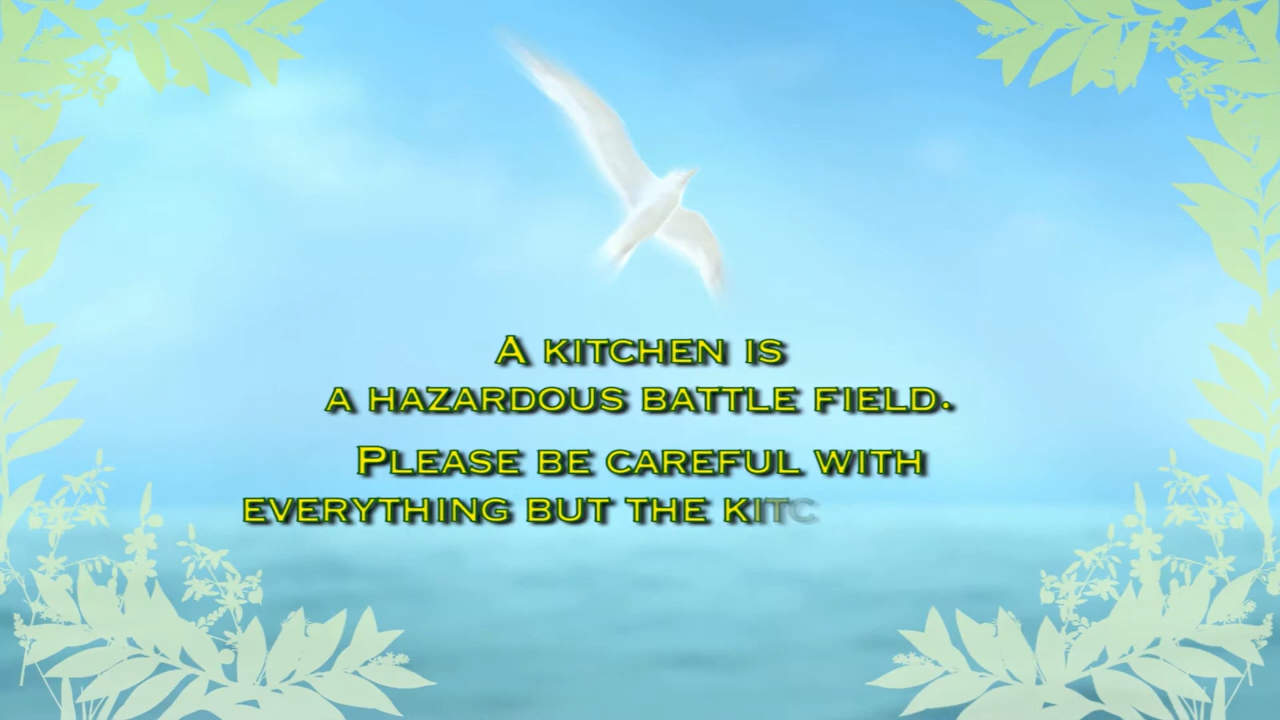 A KITCHEN IS
A HAZARDOUS BATTLE FIELD.
PLEASE BE CAREFUL WITH
EVERYTHING BUT THE KITC